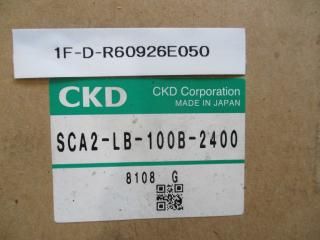 1F-D-R60926E050
CKD CKD Corporation
MADE IN JAPAN
SCA2-LB-100B-2400
8108 G